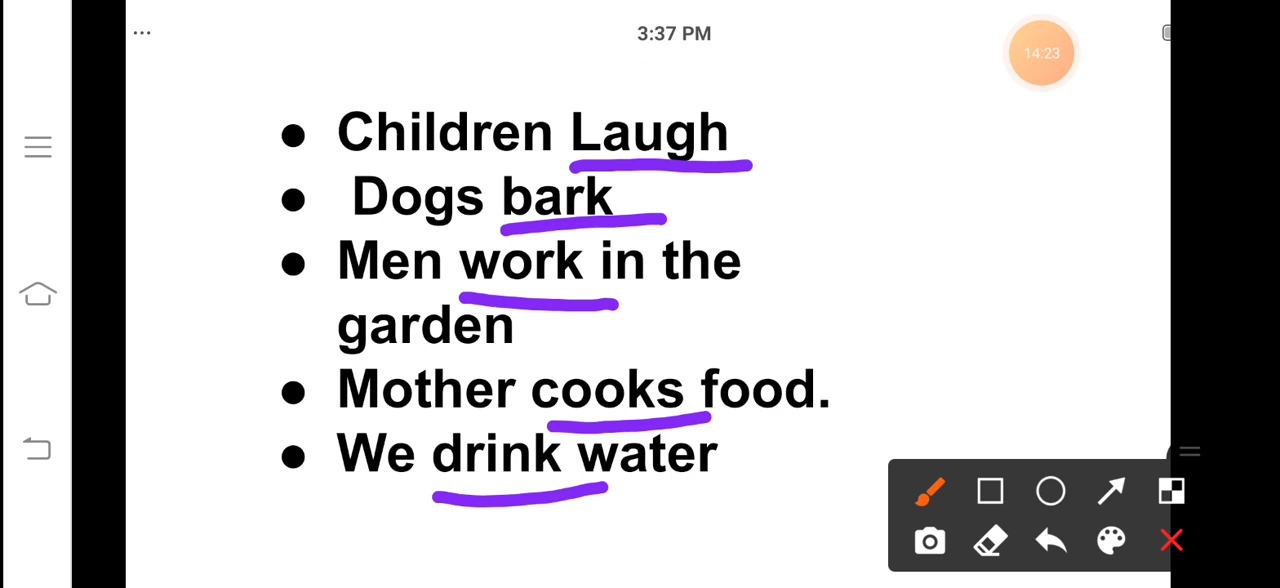 3:37 PM
14:23
● Children Laugh
● Dogs bark
● Men work in the
garden
● Mother cooks food.
● We drink water